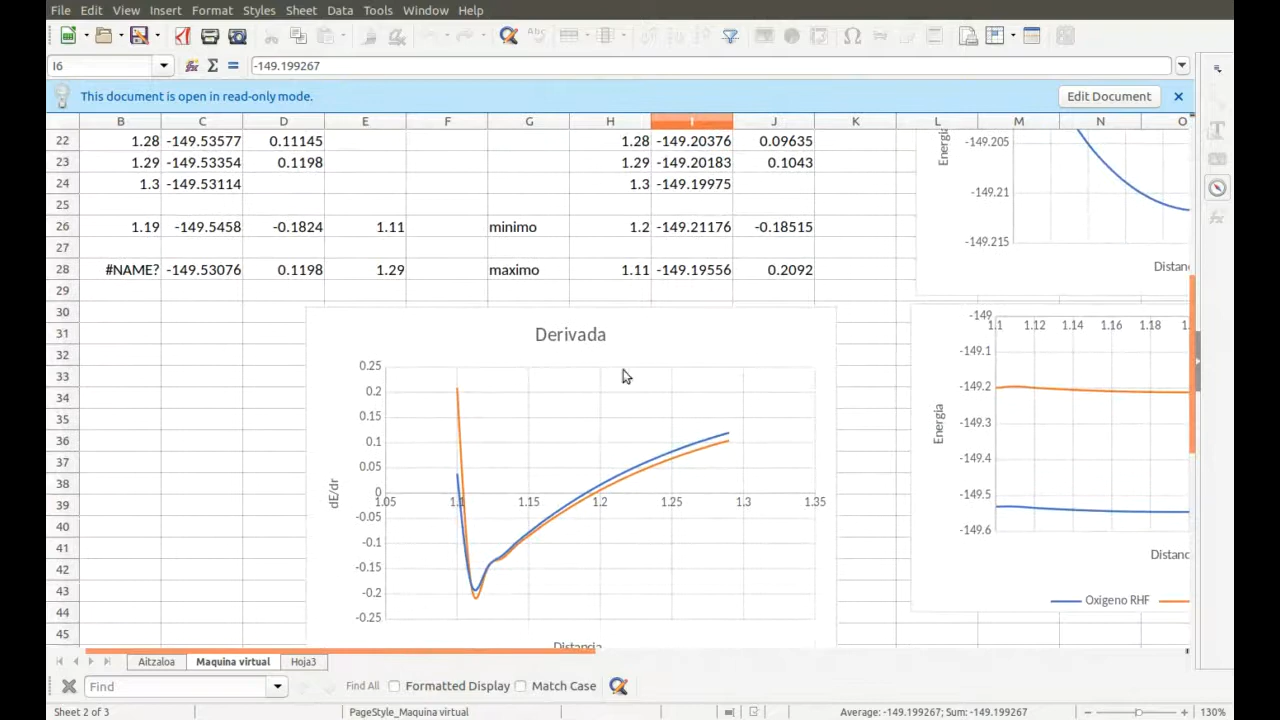 File Edit View Insert Format Styles Sheet Data Tools Window Help
I6 -149.199267
This document is open in read-only mode. Edit Document
B C D E F G H I J K L M N O
22 1.28 -149.53577 0.11145 1.28 -149.20376 0.09635
23 1.29 -149.53354 0.1198 1.29 -149.20183 0.1043
24 1.3 -149.53114 1.3 -149.19975
25
26 1.19 -149.5458 -0.1824 1.11 minimo 1.2 -149.21176 -0.18515
27
28 #NAME? -149.53076 0.1198 1.29 maximo 1.11 -149.19556 0.2092
29
30
31
32
33
34
35
36
37
38
39
40
41
42
43
44
45
Derivada
0.25
0.2
0.15
0.1
0.05
0
-0.05
-0.1
-0.15
-0.2
-0.25
1.05 1.1 1.15 1.2 1.25 1.3 1.35
dE/dr
Distancia
Energia
-149.205
-149.21
-149.215
Distanc
-149
1.1 1.12 1.14 1.16 1.18
-149.1
-149.2
-149.3
-149.4
-149.5
-149.6
Energia
Distanc
Oxigeno RHF
Aitzaloa Maquina virtual Hoja3
Find Find All Formatted Display Match Case
Sheet 2 of 3 PageStyle_Maquina virtual Average: -149.199267; Sum: -149.199267 130%